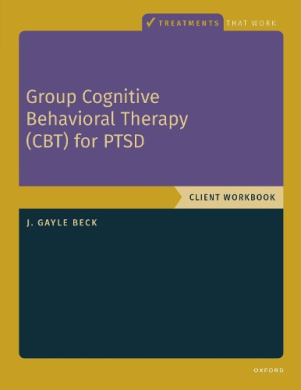 ✓ TREATMENTS THAT WORK
Group Cognitive
Behavioral Therapy
(CBT) for PTSD
CLIENT WORKBOOK
J. GAYLE BECK
OXFORD